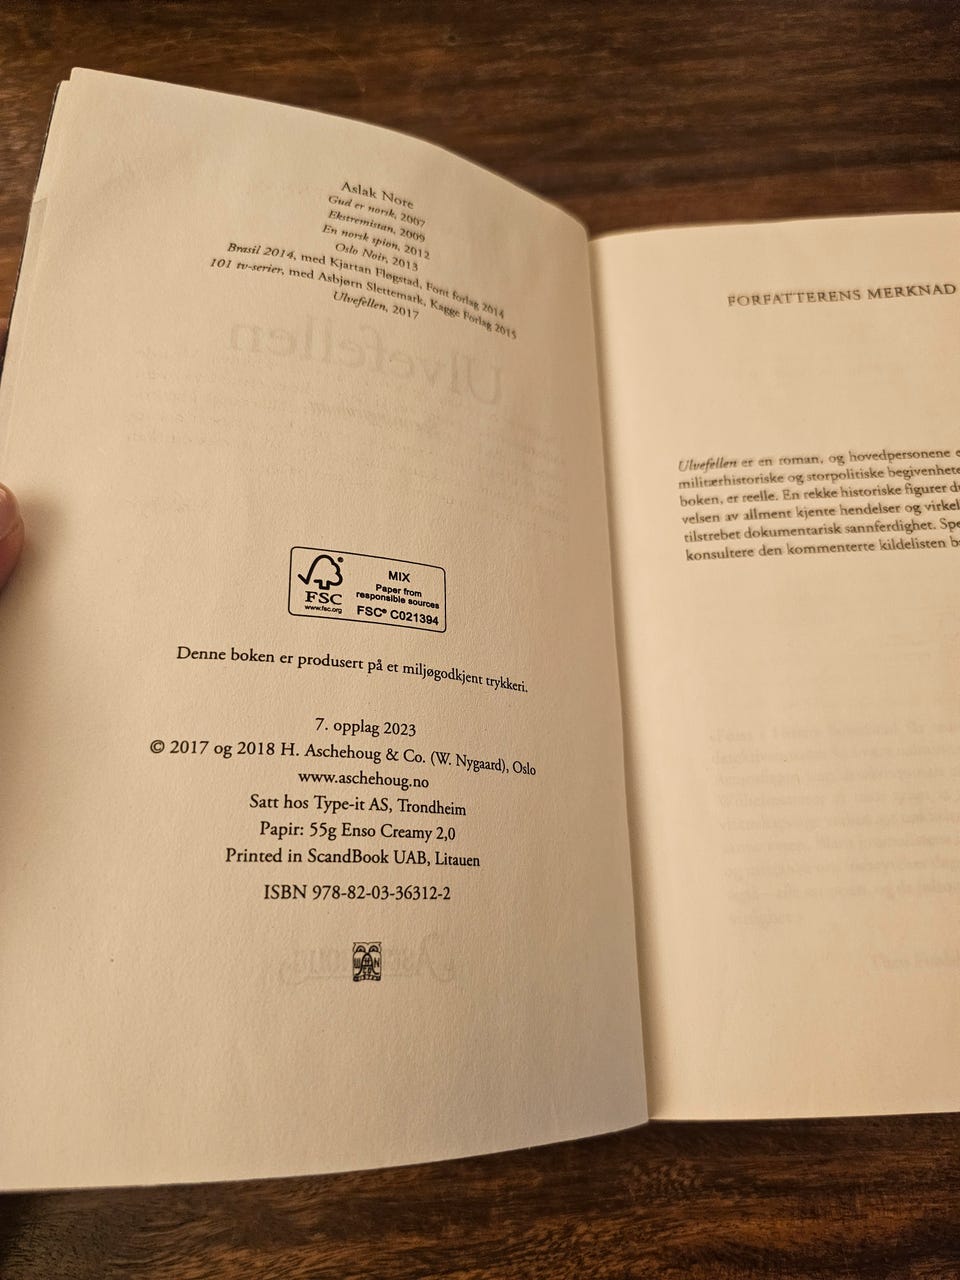 Aslak Nore
Gud er norsk, 2007
Ekstremistan, 2009
En norsk spion, 2012
Oslo Noir, 2013
Brasil 2014, med Kjartan Fløgstad, Font forlag 2014
101 tv-serier, med Asbjørn Slettemark, Kagge Forlag 2015
Ulvefellen, 2017
Ulvefellen
FSC
www.fsc.org
MIX
Paper from
responsible sources
FSC® C021394
Denne boken er produsert på et miljøgodkjent trykkeri.
7. opplag 2023
© 2017 og 2018 H. Aschehoug & Co. (W. Nygaard), Oslo
www.aschehoug.no
Satt hos Type-it AS, Trondheim
Papir: 55g Enso Creamy 2,0
Printed in ScandBook UAB, Litauen
ISBN 978-82-03-36312-2
FORFATTERENS MERKNAD
Ulvefellen er en roman, og hovedpersonene
militærhistoriske og storpolitiske
boken, er reelle. En rekke historiske figurer
velsen av allment kjente hendelser og
tilstrebet dokumentarisk sannferdighet.
konsultere den kommenterte kildelisten